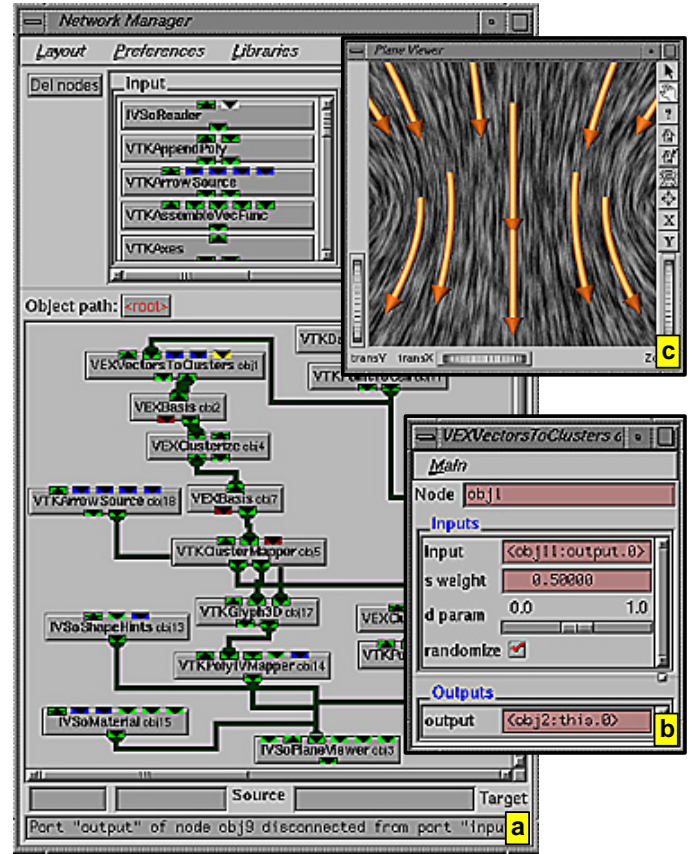 Network Manager
Layout Preferences Libraries
Del nodes
Input
IVSoReader
VTKAppendPoly
VTKArrowSource
VTKAssembleVecFunc
VTKAxes
Object path: <root>
VEXVectorsToClusters obj1
VEXBasis obj2
VEXClusterize obj4
VTKArrowSource obj18
VEXBasis obj7
VTKClusterMapper obj5
VTKGlyph3D obj17
IVSoShapeHints obj13
VTKPolyIVMapper obj14
IVSoMaterial obj15
IVSoPlaneViewer obj3
Source Target
Port "output" of node obj9 disconnected from port "inpu
a
Plane Viewer
?
X
Y
transY transX
c
VEXVectorsToClusters
Main
Node obj1
Inputs
Input <obj11:output.0>
s weight 0.50000
d param 0.0 1.0
randomize
Outputs
output <obj2:this.0>
b